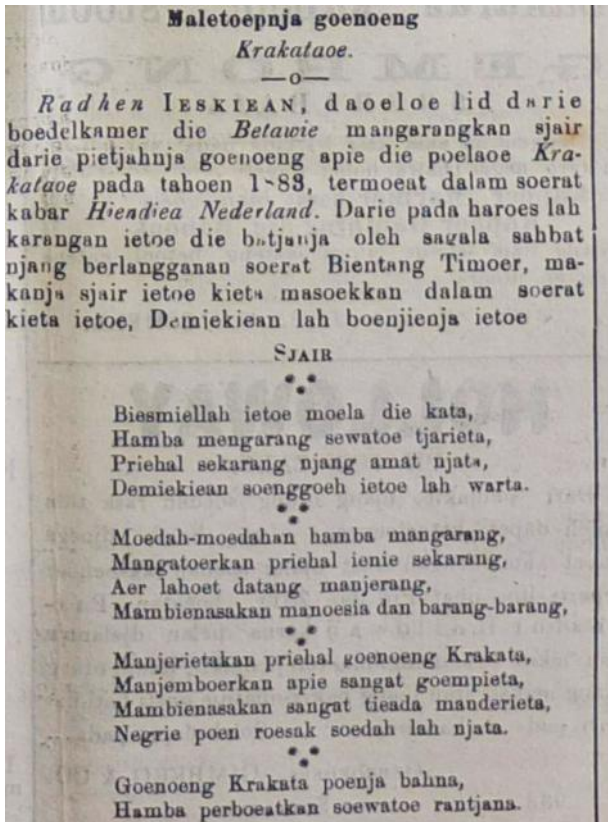 Maletoepnja goenoeng
Krakataoe.
—o—
Radhen IESKIEAN, daoeloe lid darie
boedelkamer die Betawie mangarangkan sjair
darie pietjahnja goenoeng apie die poelaoe Kra-
kataoe pada tahoen 1883, termoeat dalam soerat
kabar Hiendiea Nederland. Darie pada haroes lah
karangan ietoe die batjanja oleh sagala sahbat
njang berlangganan soerat Bientang Timoer, ma-
kanja sjair ietoe kieta masoekkan dalam soerat
kieta ietoe, Demiekiean lah boenjienja ietoe
SJAIR
Biesmiellah ietoe moela die kata,
Hamba mengarang sewatoe tjarieta,
Priehal sekarang njang amat njata,
Demiekiean soenggoeh ietoe lah warta.
Moedah-moedahan hamba mangarang,
Mangatoerkan priehal ienie sekarang,
Aer lahoet datang manjerang,
Mambienasakan manoesia dan barang-barang,
Manjerietakan priehal goenoeng Krakata,
Manjemboerkan apie sangat goempieta,
Mambienasakan sangat tieada manderieta,
Negrie poen roesak soedah lah njata.
Goenoeng Krakata poenja bahna,
Hamba perboeatkan soewatoe rantjana.